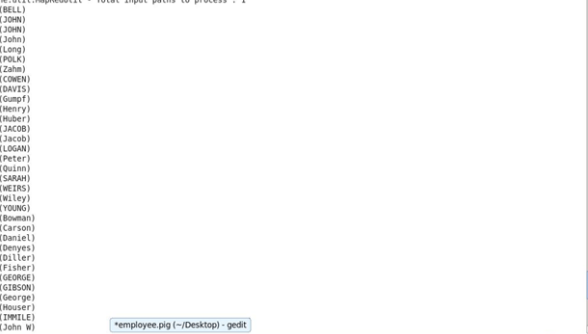 ne.util.MapRedUtil - Total input paths to process : 1
(BELL)
(JOHN)
(JOHN)
(John)
(Long)
(POLK)
(Zahm)
(COWEN)
(DAVIS)
(Gumpf)
(Henry)
(Huber)
(JACOB)
(Jacob)
(LOGAN)
(Peter)
(Quinn)
(SARAH)
(WEIRS)
(Wiley)
(YOUNG)
(Bowman)
(Carson)
(Daniel)
(Denyes)
(Diller)
(Fisher)
(GEORGE)
(GIBSON)
(George)
(Houser)
(IMMILE)
(John W)
*employee.pig (~/Desktop) - gedit